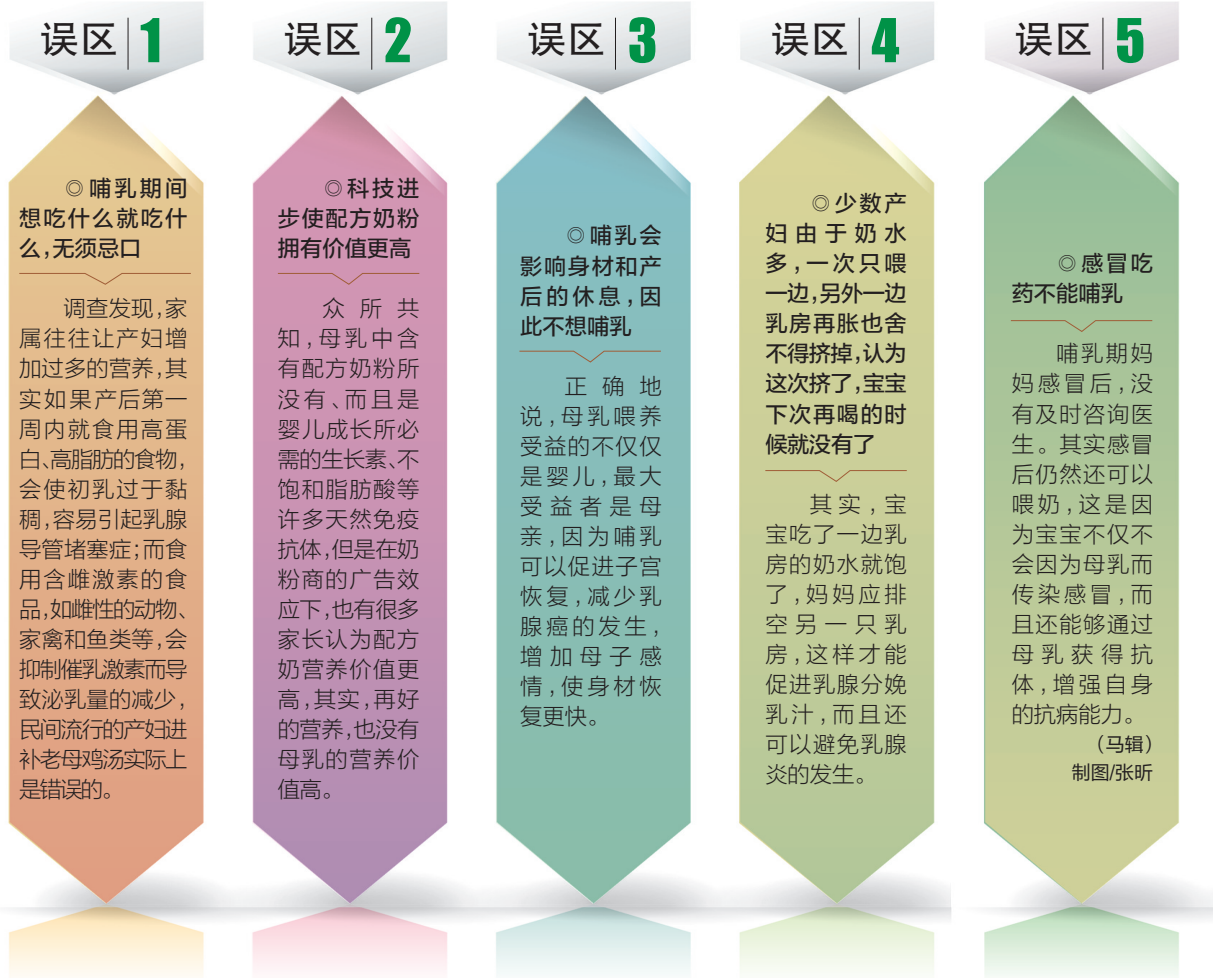 误区 1
◎哺乳期间
想吃什么就吃什
么，无须忌口
调查发现，家
属往往让产妇增
加过多的营养，其
实如果产后第一
周内就食用高蛋
白、高脂肪的食物，
会使初乳过于黏
稠，容易引起乳腺
导管堵塞症；而食
用含雌激素的食
品，如雌性的动物、
家禽和鱼类等，会
抑制催乳激素而导
致泌乳量的减少，
民间流行的产妇进
补老母鸡汤实际上
是错误的。
误区 2
◎科技进
步使配方奶粉
拥有价值更高
众所共
知，母乳中含
有配方奶粉所
没有、而且是
婴儿成长所必
需的生长素、不
饱和脂肪酸等
许多天然免疫
抗体，但是在奶
粉商的广告效
应下，也有很多
家长认为配方
奶营养价值更
高，其实，再好
的营养，也没有
母乳的营养价
值高。
误区 3
◎哺乳会
影响身材和产
后的休息，因
此不想哺乳
正确地
说，母乳喂养
受益的不仅仅
是婴儿，最大
受益者是母
亲，因为哺乳
可以促进子宫
恢复，减少乳
腺癌的发生，
增加母子感
情，使身材恢
复更快。
误区 4
◎少数产
妇由于奶水
多，一次只喂
一边，另外一边
乳房再胀也舍
不得挤掉，认为
这次挤了，宝宝
下次再喝的时
候就没有了
其实，宝
宝吃了一边乳
房的奶水就饱
了，妈妈应排
空另一只乳
房，这样才能
促进乳腺分娩
乳汁，而且还
可以避免乳腺
炎的发生。
误区 5
◎感冒吃
药不能哺乳
哺乳期妈
妈感冒后，没
有及时咨询医
生。其实感冒
后仍然还可以
喂奶，这是因
为宝宝不仅不
会因为母乳而
传染感冒，而
且还能够通过
母乳获得抗
体，增强自身
的抗病能力。
（马辑）
制图/张昕